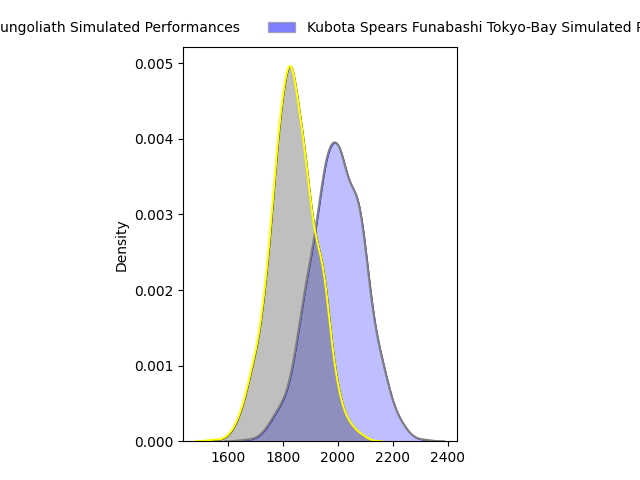 ungoliath Simulated Performances
Kubota Spears Funabashi Tokyo-Bay Simulated
0.005
0.004
0.003
0.002
0.001
0.000
Density
1600 1800 2000 2200 2400